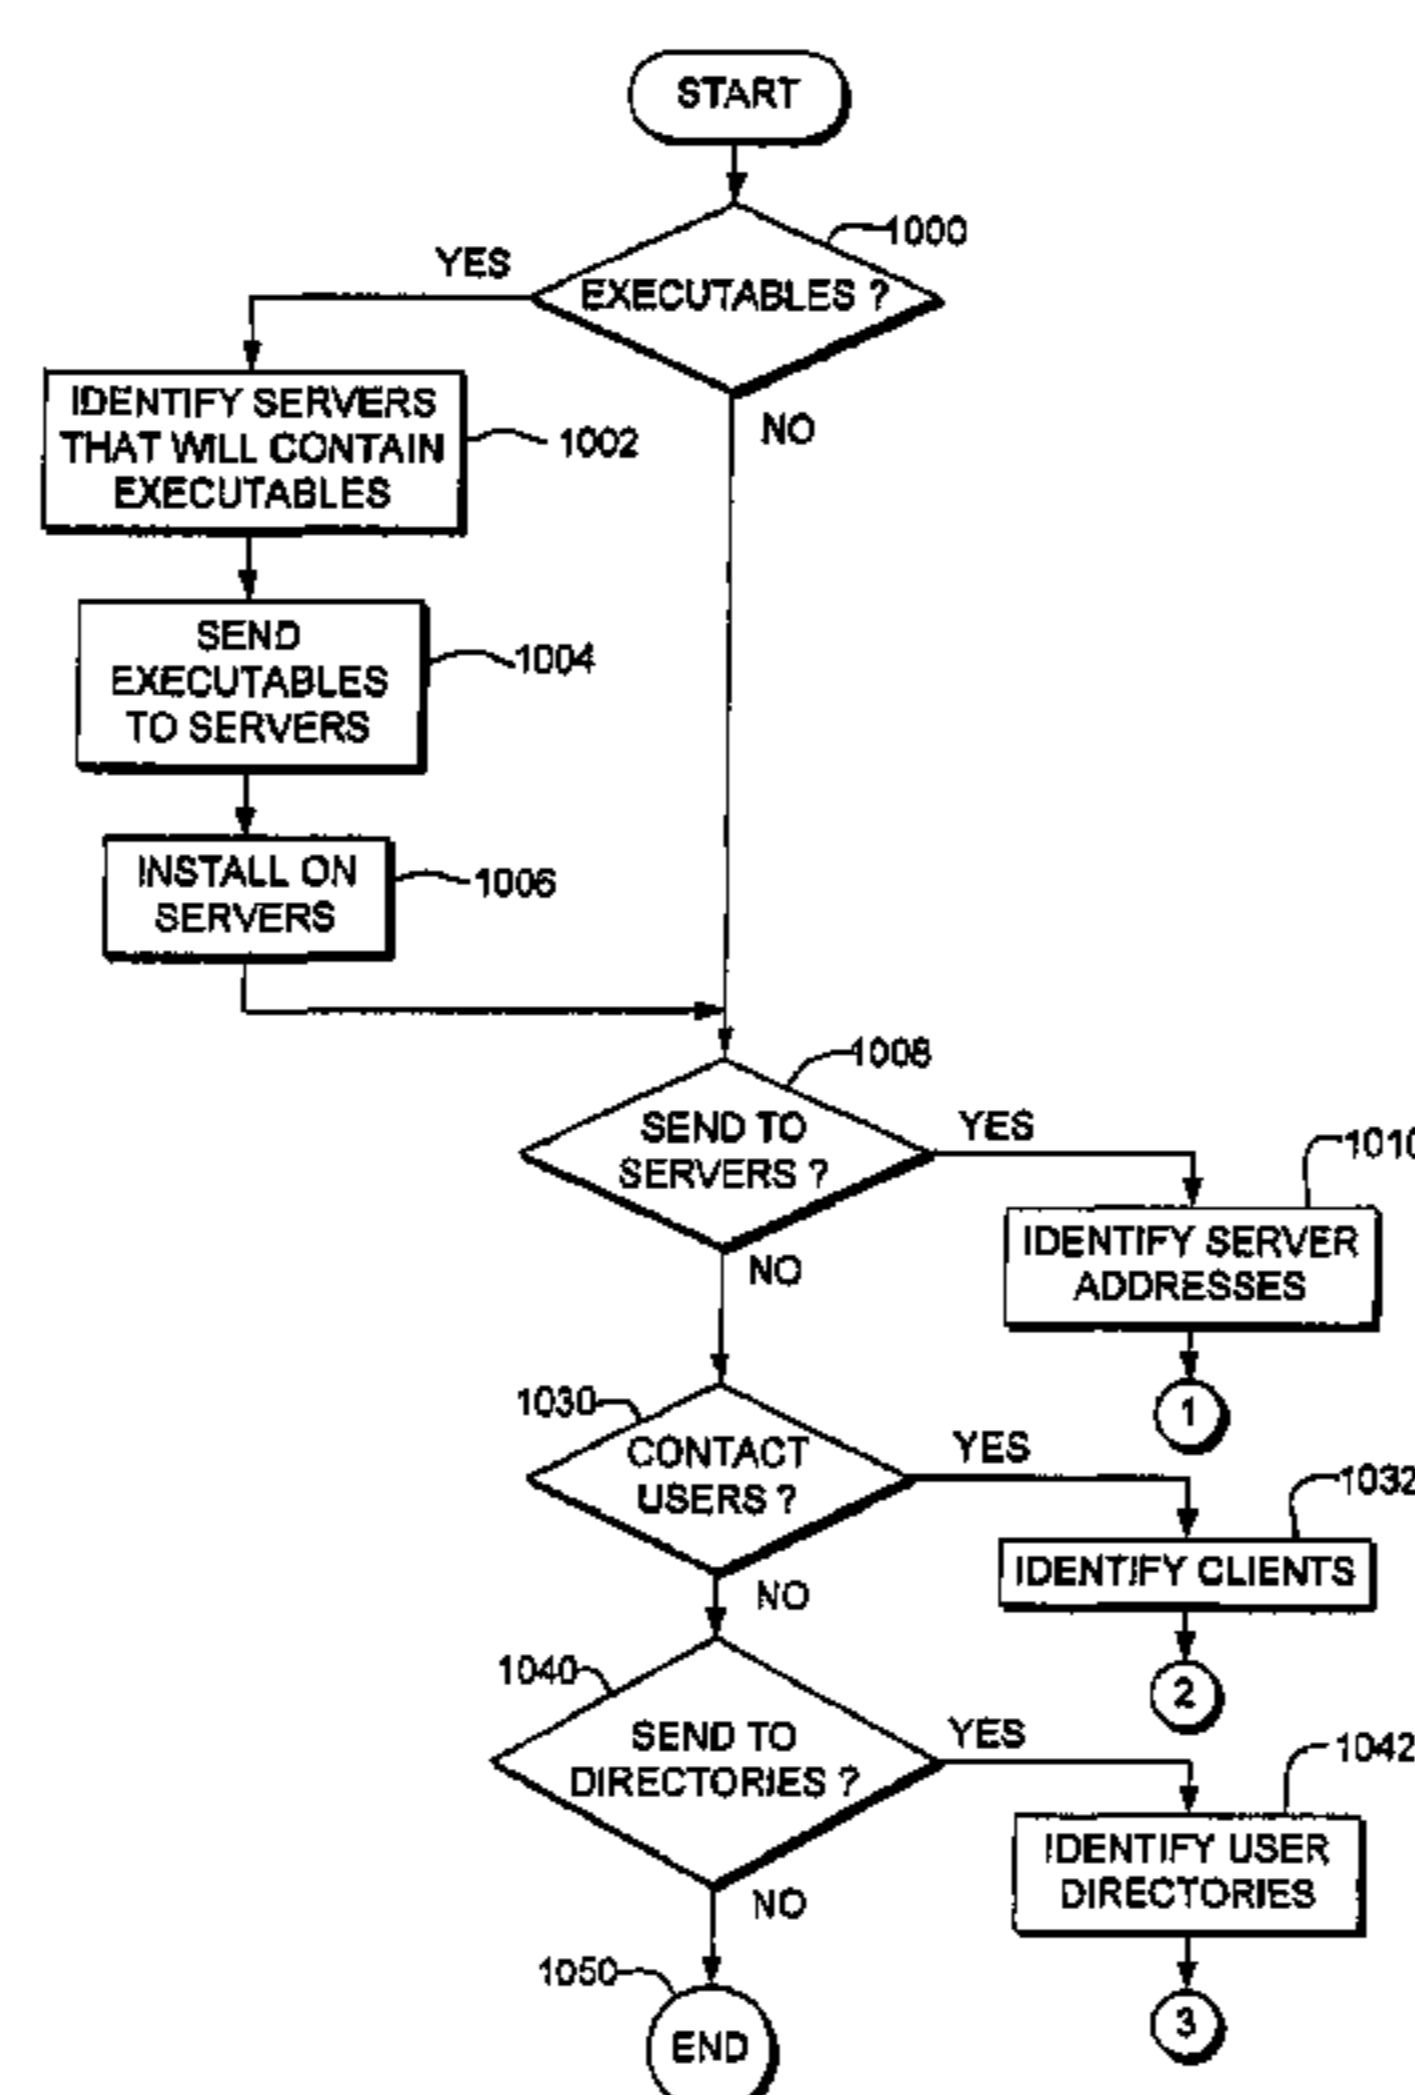 START
1000
YES
EXECUTABLES ?
NO
IDENTIFY SERVERS
THAT WILL CONTAIN
EXECUTABLES
1002
SEND
EXECUTABLES
TO SERVERS
1004
INSTALL ON
SERVERS
1006
1008
SEND TO
SERVERS ?
YES
NO
1010
IDENTIFY SERVER
ADDRESSES
1
1030
CONTACT
USERS ?
YES
NO
1032
IDENTIFY CLIENTS
2
1040
SEND TO
DIRECTORIES ?
YES
NO
1042
IDENTIFY USER
DIRECTORIES
3
1050
END